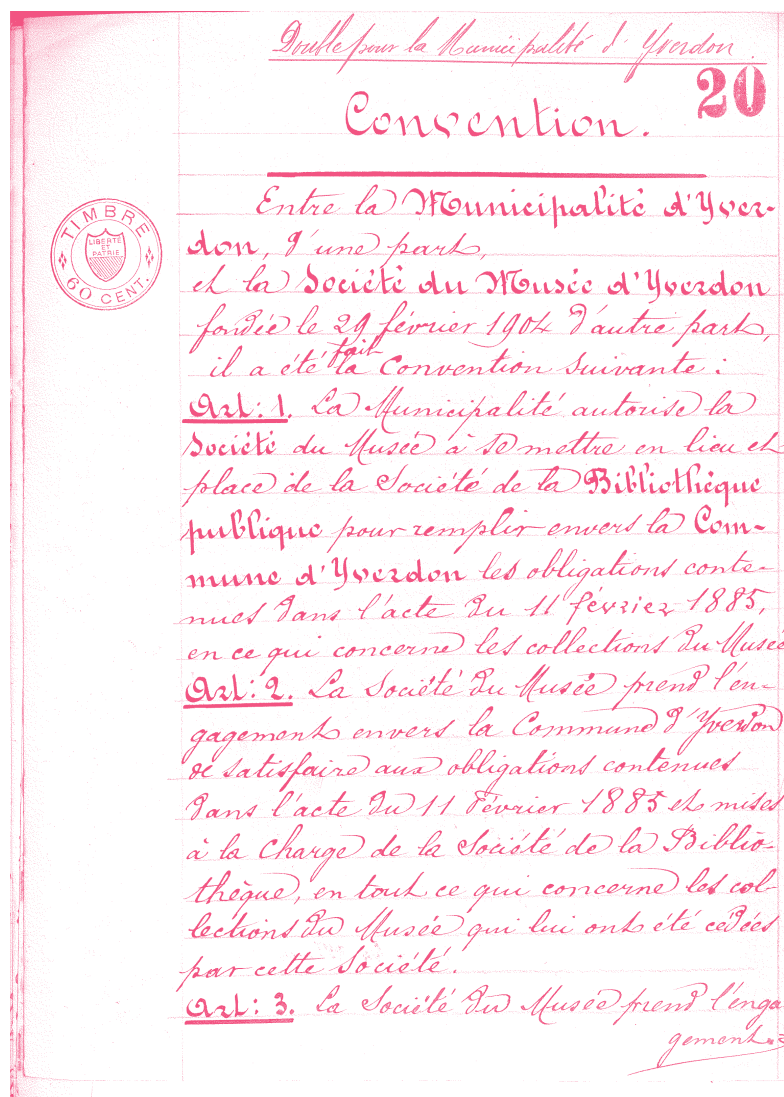 Double pour la Municipalité d'Yverdon.
20
Convention.
TIMBRE
LIBERTÉ
ET
PATRIE
60 CENT.
Entre la Municipalité d'Yver-
don, d'une part,
et la Société du Musée d'Yverdon
fondée le 29 février 1904 d'autre part,
il a été fait la Convention suivante :
Art: 1. La Municipalité autorise la
Société du Musée à se mettre en lieu et
place de la Société de la Bibliothèque
publique pour remplir envers la Com-
mune d'Yverdon les obligations conte-
nues dans l'acte du 11 février 1885,
en ce qui concerne les collections du Musée
Art: 2. La Société du Musée prend l'en-
gagement envers la Commune d'Yverdon
de satisfaire aux obligations contenues
dans l'acte du 11 Février 1885 et mises
à la charge de la Société de la Biblio-
thèque, en tout ce qui concerne les col-
lections du Musée qui lui ont été cédées
par cette Société.
Art: 3. La Société du Musée prend l'enga
gement